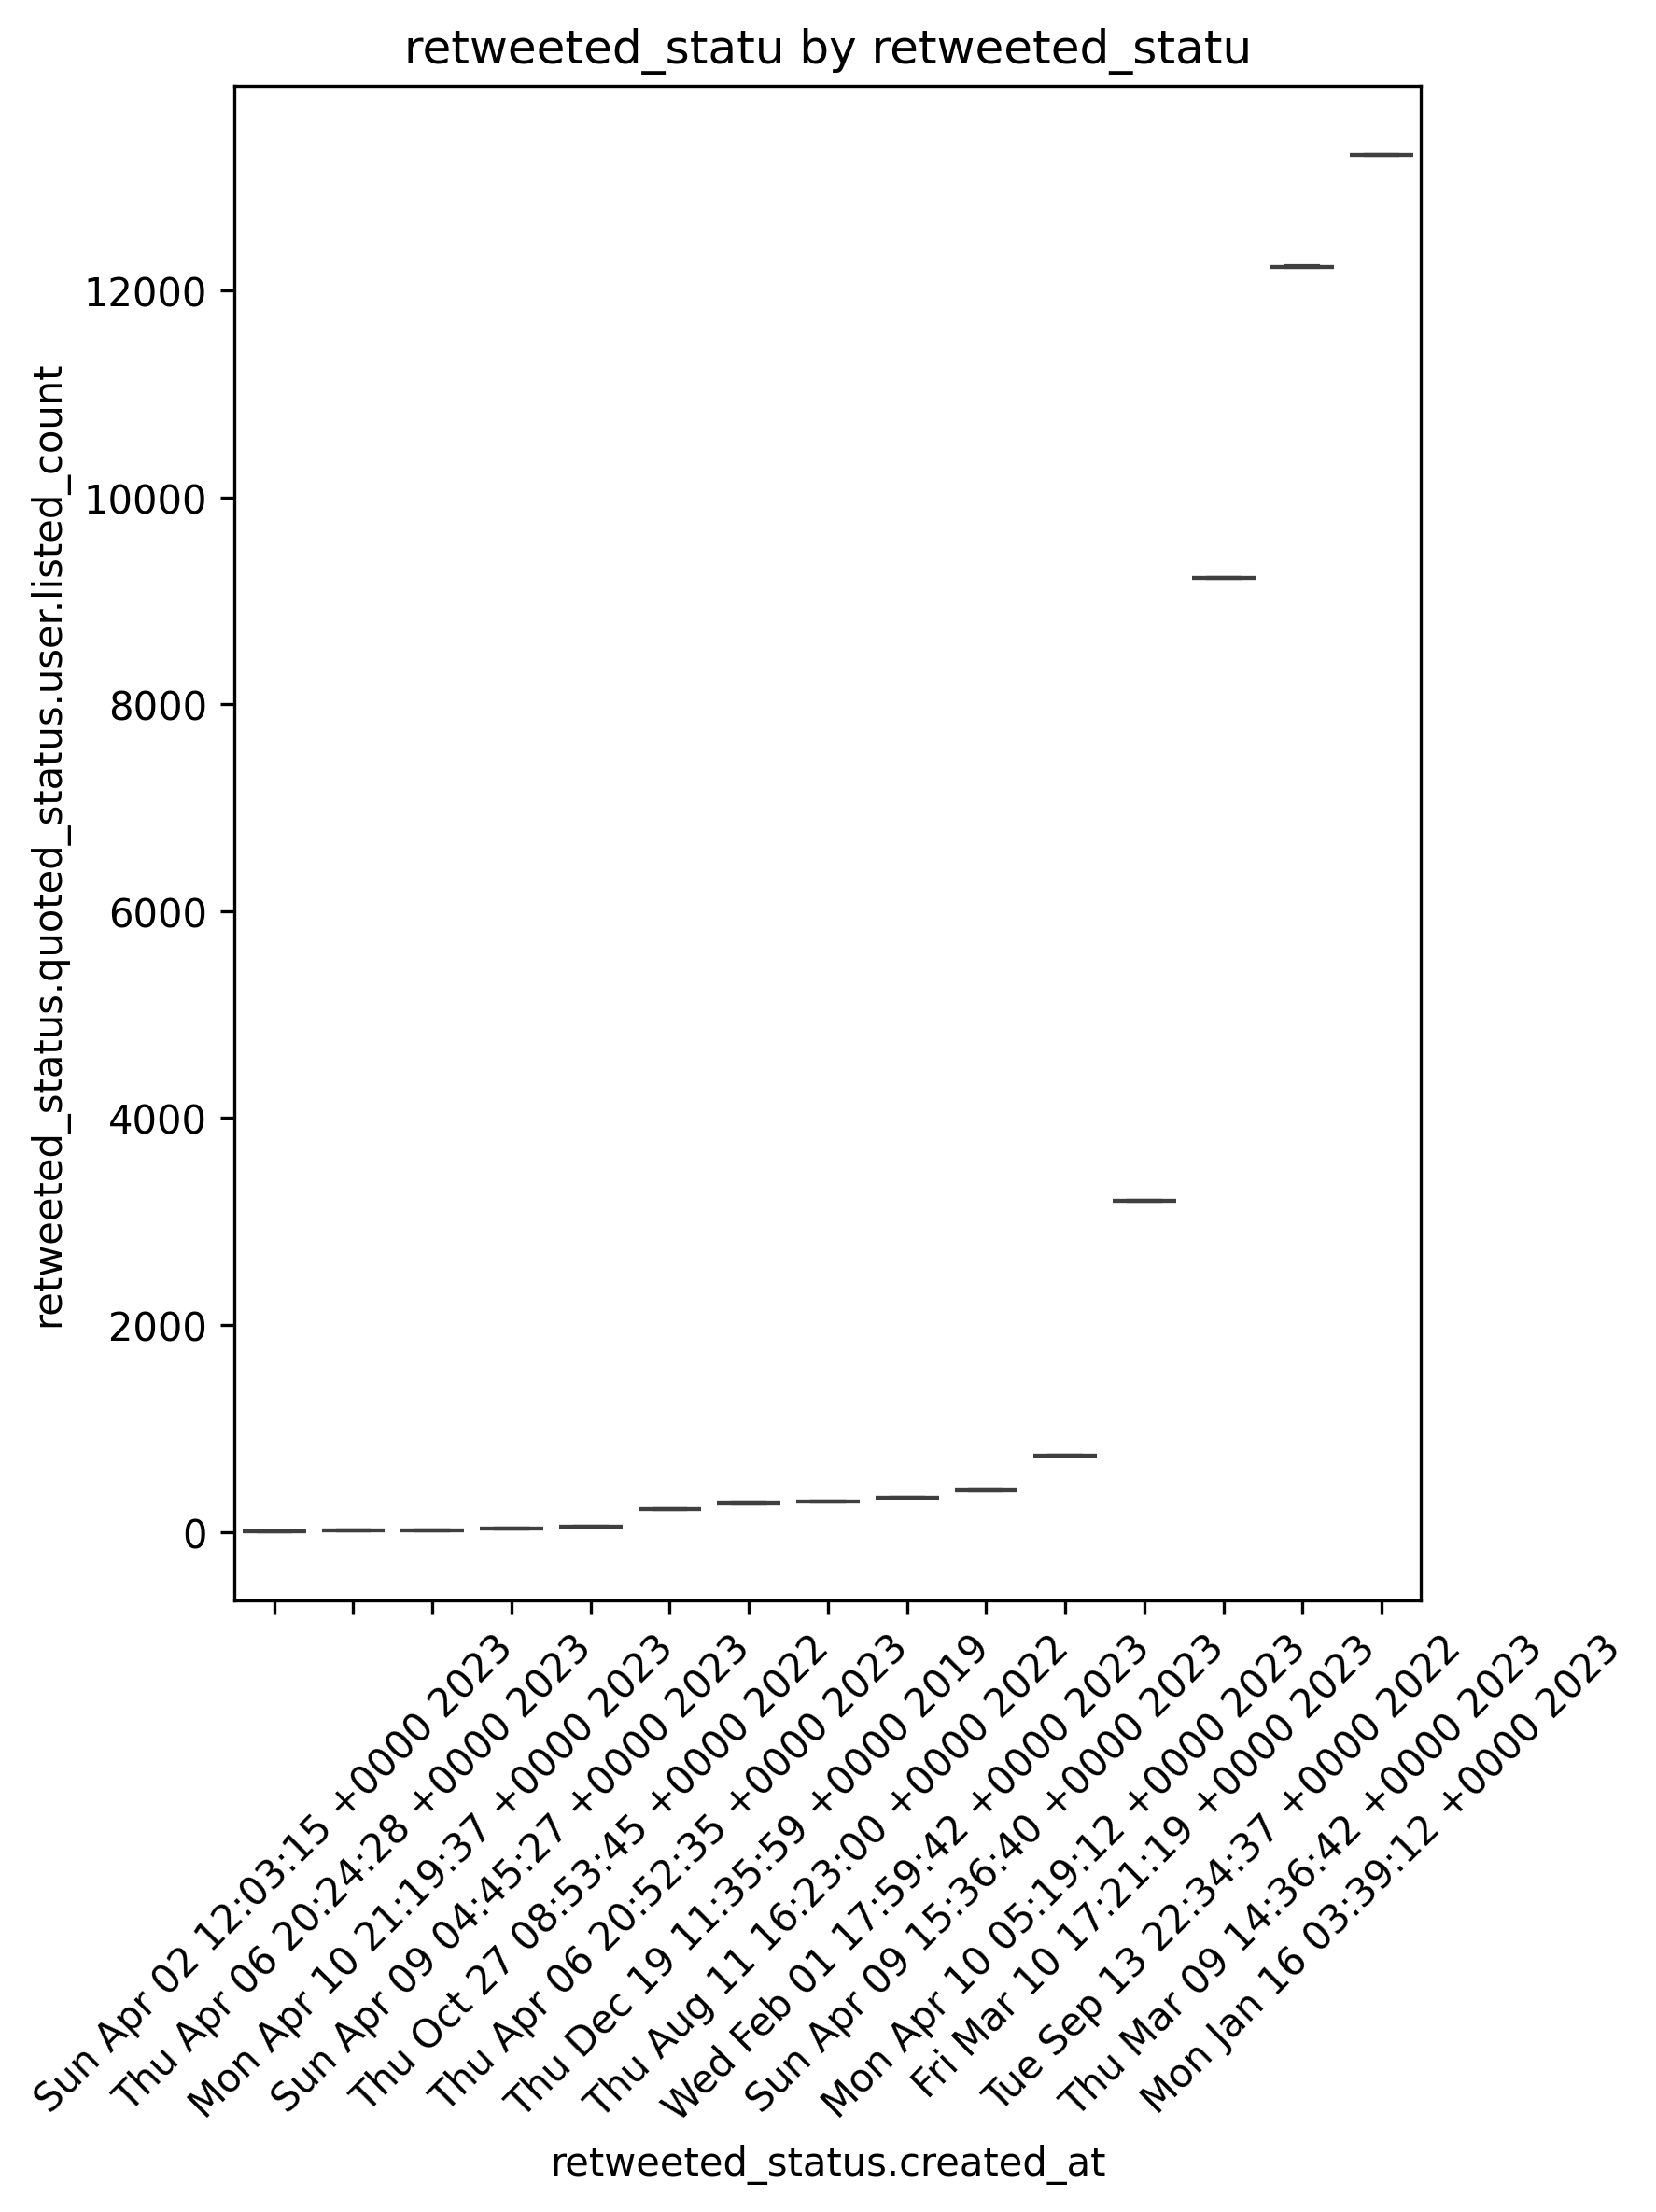 retweeted_statu by retweeted_statu
retweeted_status.quoted_status.user.listed_count
12000
10000
8000
6000
4000
2000
0
Sun Apr 02 12:03:15 +0000 2023
Thu Apr 06 20:24:28 +0000 2023
Mon Apr 10 21:19:37 +0000 2023
Sun Apr 09 04:45:27 +0000 2023
Thu Oct 27 08:53:45 +0000 2022
Thu Apr 06 20:52:35 +0000 2023
Thu Dec 19 11:35:59 +0000 2019
Thu Aug 11 16:23:00 +0000 2022
Wed Feb 01 17:59:42 +0000 2023
Sun Apr 09 15:36:40 +0000 2023
Mon Apr 10 05:19:12 +0000 2023
Fri Mar 10 17:21:19 +0000 2023
Tue Sep 13 22:34:37 +0000 2022
Thu Mar 09 14:36:42 +0000 2023
Mon Jan 16 03:39:12 +0000 2023
retweeted_status.created_at